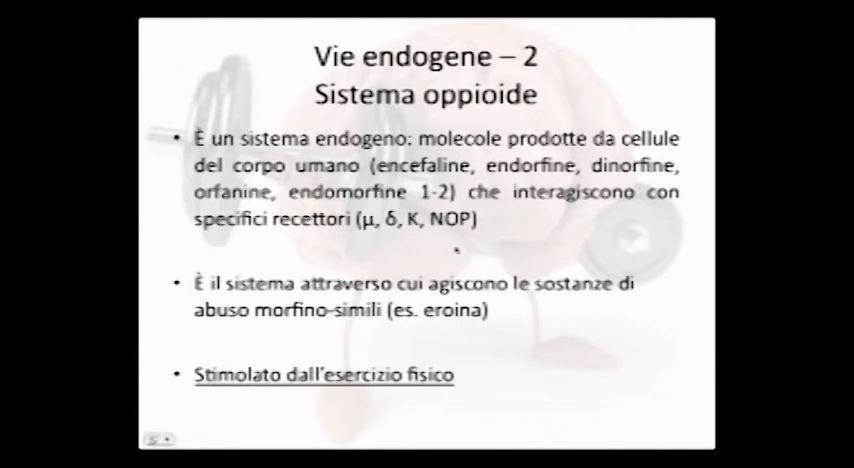 Vie endogene – 2
Sistema oppioide
• È un sistema endogeno: molecole prodotte da cellule
del corpo umano (encefaline, endorfine, dinorfine,
orfanine, endomorfine 1-2) che interagiscono con
specifici recettori (μ, δ, K, NOP)
• È il sistema attraverso cui agiscono le sostanze di
abuso morfino-simili (es. eroina)
• Stimolato dall'esercizio fisico